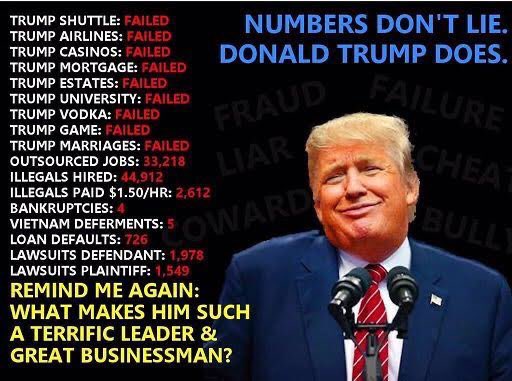 TRUMP SHUTTLE: FAILED
TRUMP AIRLINES: FAILED
TRUMP CASINOS: FAILED
TRUMP MORTGAGE: FAILED
TRUMP ESTATES: FAILED
TRUMP UNIVERSITY: FAILED
TRUMP VODKA: FAILED
TRUMP GAME: FAILED
TRUMP MARRIAGES: FAILED
OUTSOURCED JOBS: 33,218
ILLEGALS HIRED: 44,912
ILLEGALS PAID $1.50/HR: 2,612
BANKRUPTCIES: 4
VIETNAM DEFERMENTS: 5
LOAN DEFAULTS: 726
LAWSUITS DEFENDANT: 1,978
LAWSUITS PLAINTIFF: 1,549
REMIND ME AGAIN:
WHAT MAKES HIM SUCH
A TERRIFIC LEADER &
GREAT BUSINESSMAN?
NUMBERS DON'T LIE.
DONALD TRUMP DOES.
FRAUD
FAILURE
LIAR
CHEA
COWARD
BULLY